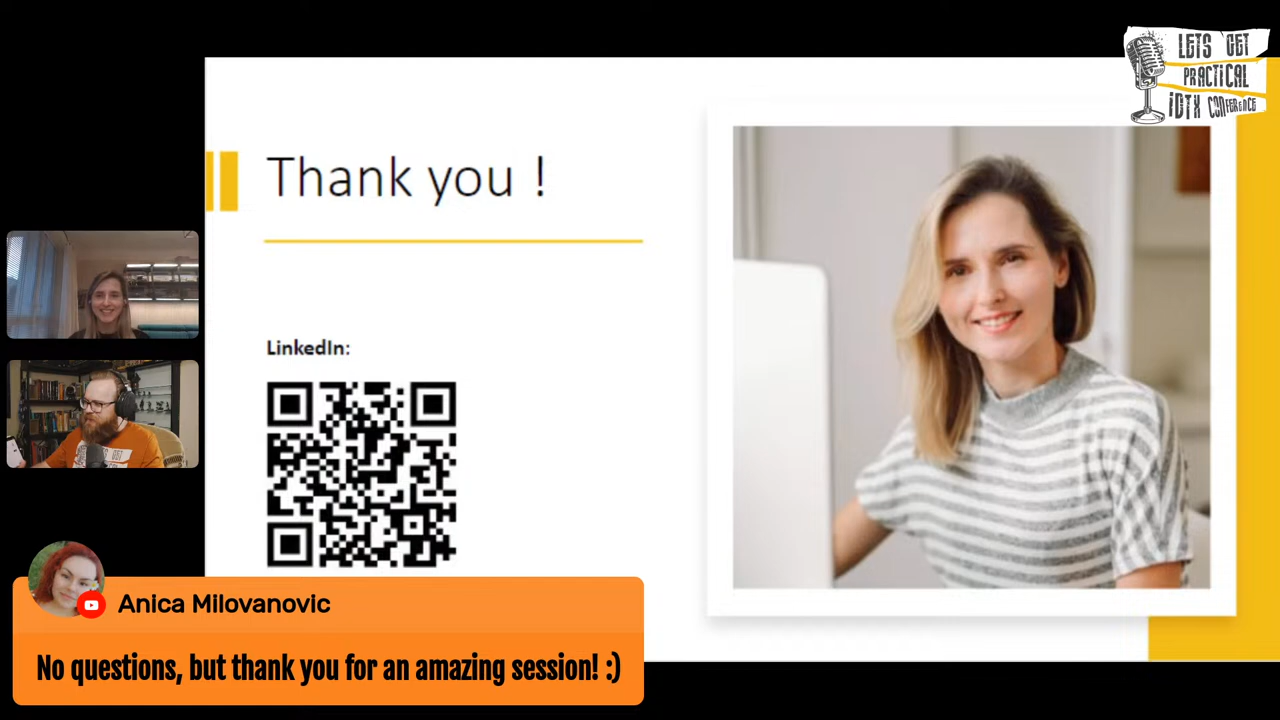 LETS GET
PRACTICAL
iDTX CONFERENCE
Thank you !
LinkedIn:
Anica Milovanovic
No questions, but thank you for an amazing session! :)